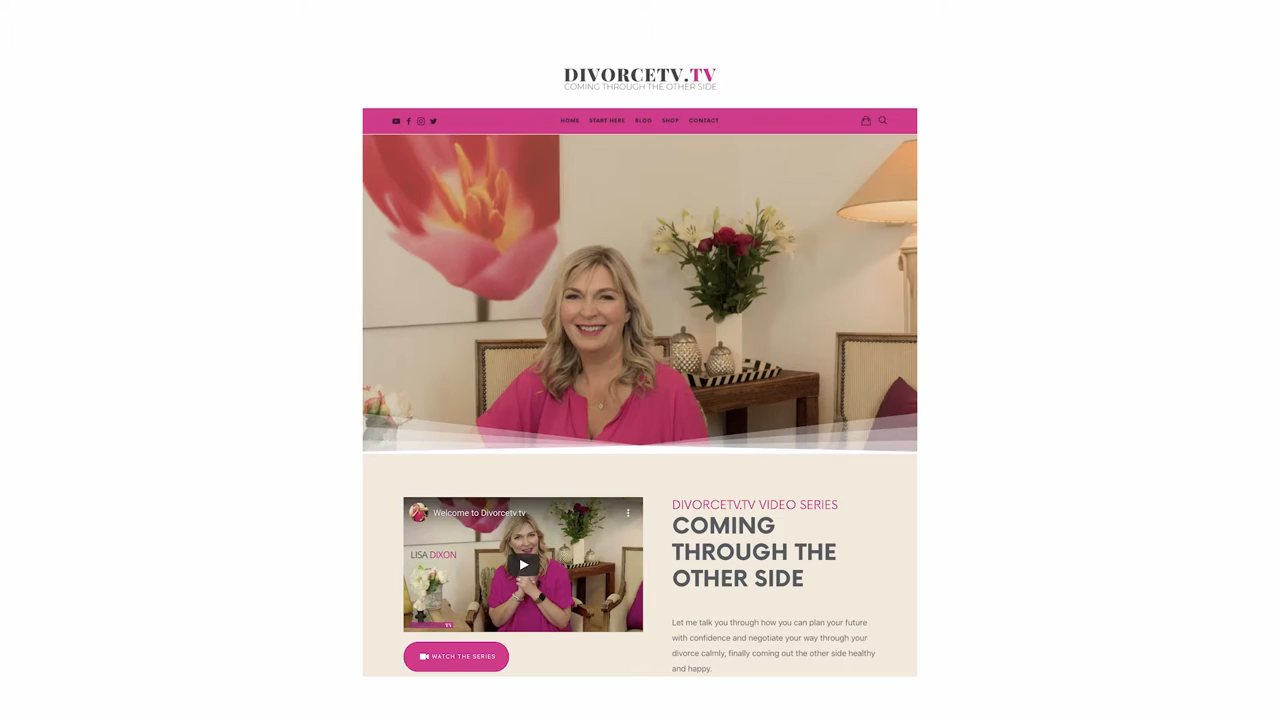 DIVORCETV.TV
COMING THROUGH THE OTHER SIDE
HOME START HERE BLOG SHOP CONTACT
Welcome to Divorcetv.tv
LISA DIXON
TV
WATCH THE SERIES
DIVORCETV.TV VIDEO SERIES
COMING
THROUGH THE
OTHER SIDE
Let me talk you through how you can plan your future
with confidence and negotiate your way through your
divorce calmly, finally coming out the other side healthy
and happy.